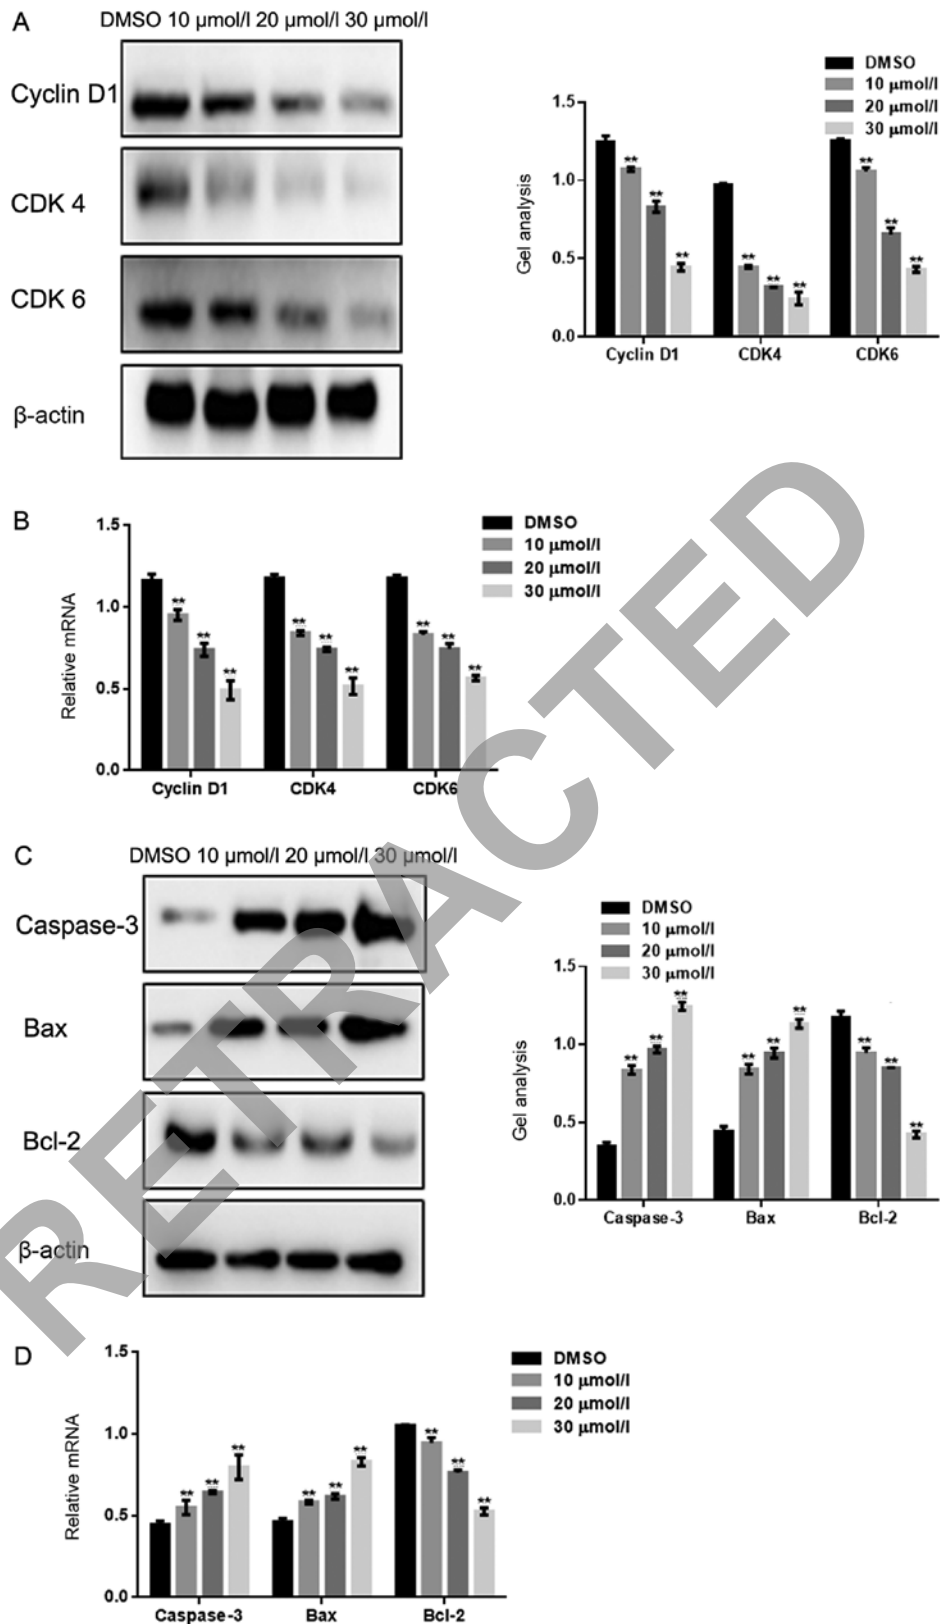 A
DMSO 10 μmol/l 20 μmol/l 30 μmol/l
Cyclin D1
CDK 4
CDK 6
β-actin
DMSO
10 μmol/l
20 μmol/l
30 μmol/l
Gel analysis
1.5
1.0
0.5
0.0
** ** **
** ** **
** ** **
Cyclin D1 CDK4 CDK6
B
DMSO
10 μmol/l
20 μmol/l
30 μmol/l
Relative mRNA
1.5
1.0
0.5
0.0
** ** **
** ** **
** ** **
Cyclin D1 CDK4 CDK6
C
DMSO 10 μmol/l 20 μmol/l 30 μmol/l
Caspase-3
Bax
Bcl-2
β-actin
DMSO
10 μmol/l
20 μmol/l
30 μmol/l
Gel analysis
1.5
1.0
0.5
0.0
** ** **
** ** **
** ** **
Caspase-3 Bax Bcl-2
D
DMSO
10 μmol/l
20 μmol/l
30 μmol/l
Relative mRNA
1.5
1.0
0.5
0.0
** ** **
** ** **
** ** **
Caspase-3 Bax Bcl-2
RETRACTED